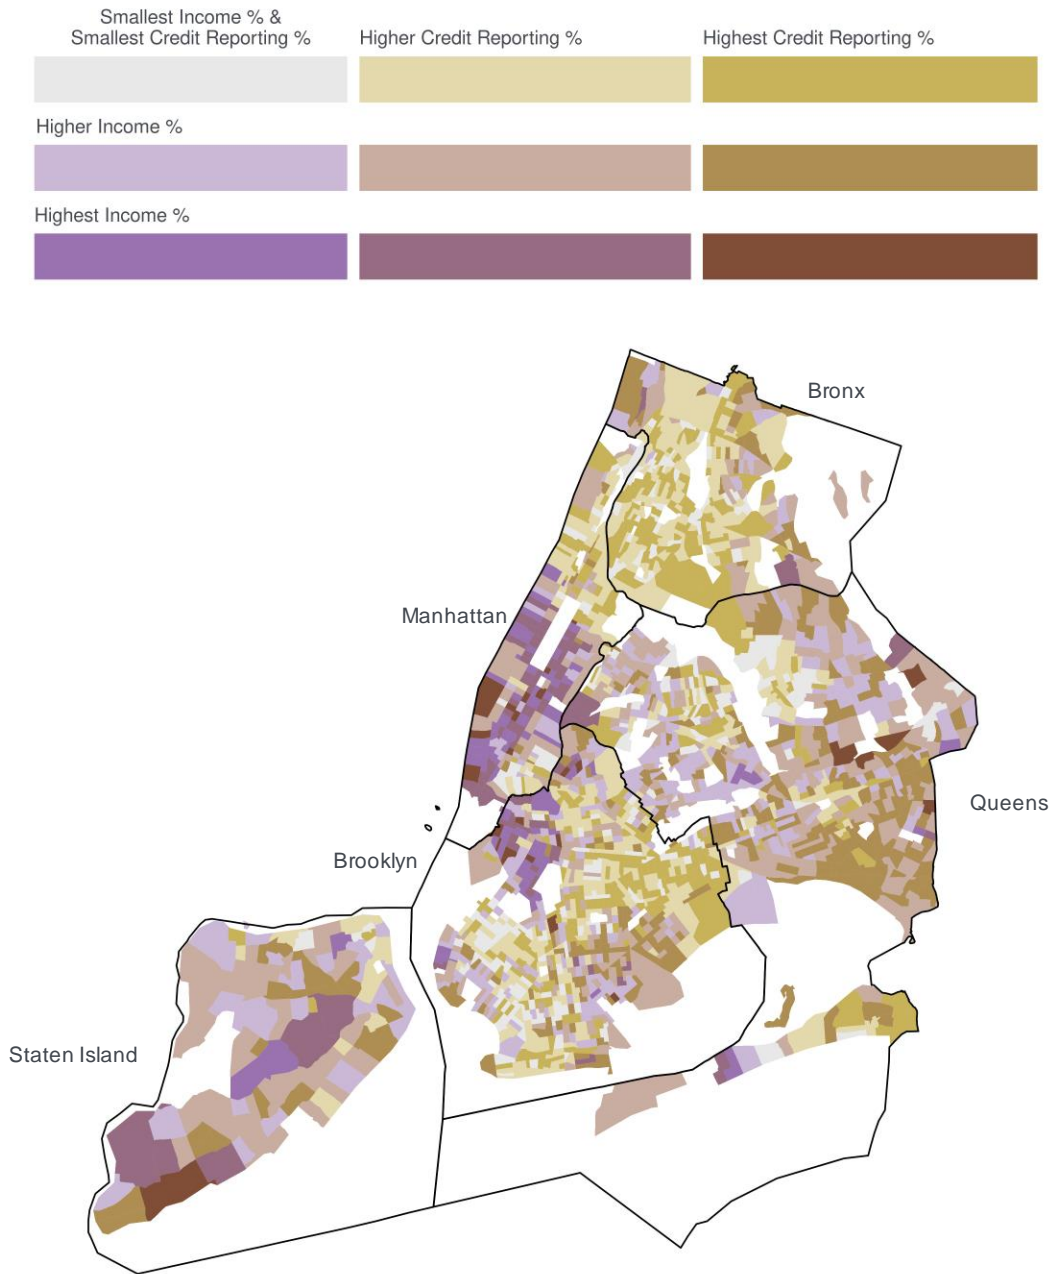 Smallest Income % &
Smallest Credit Reporting %
Higher Credit Reporting %
Highest Credit Reporting %
Higher Income %
Highest Income %
Bronx
Manhattan
Queens
Brooklyn
Staten Island